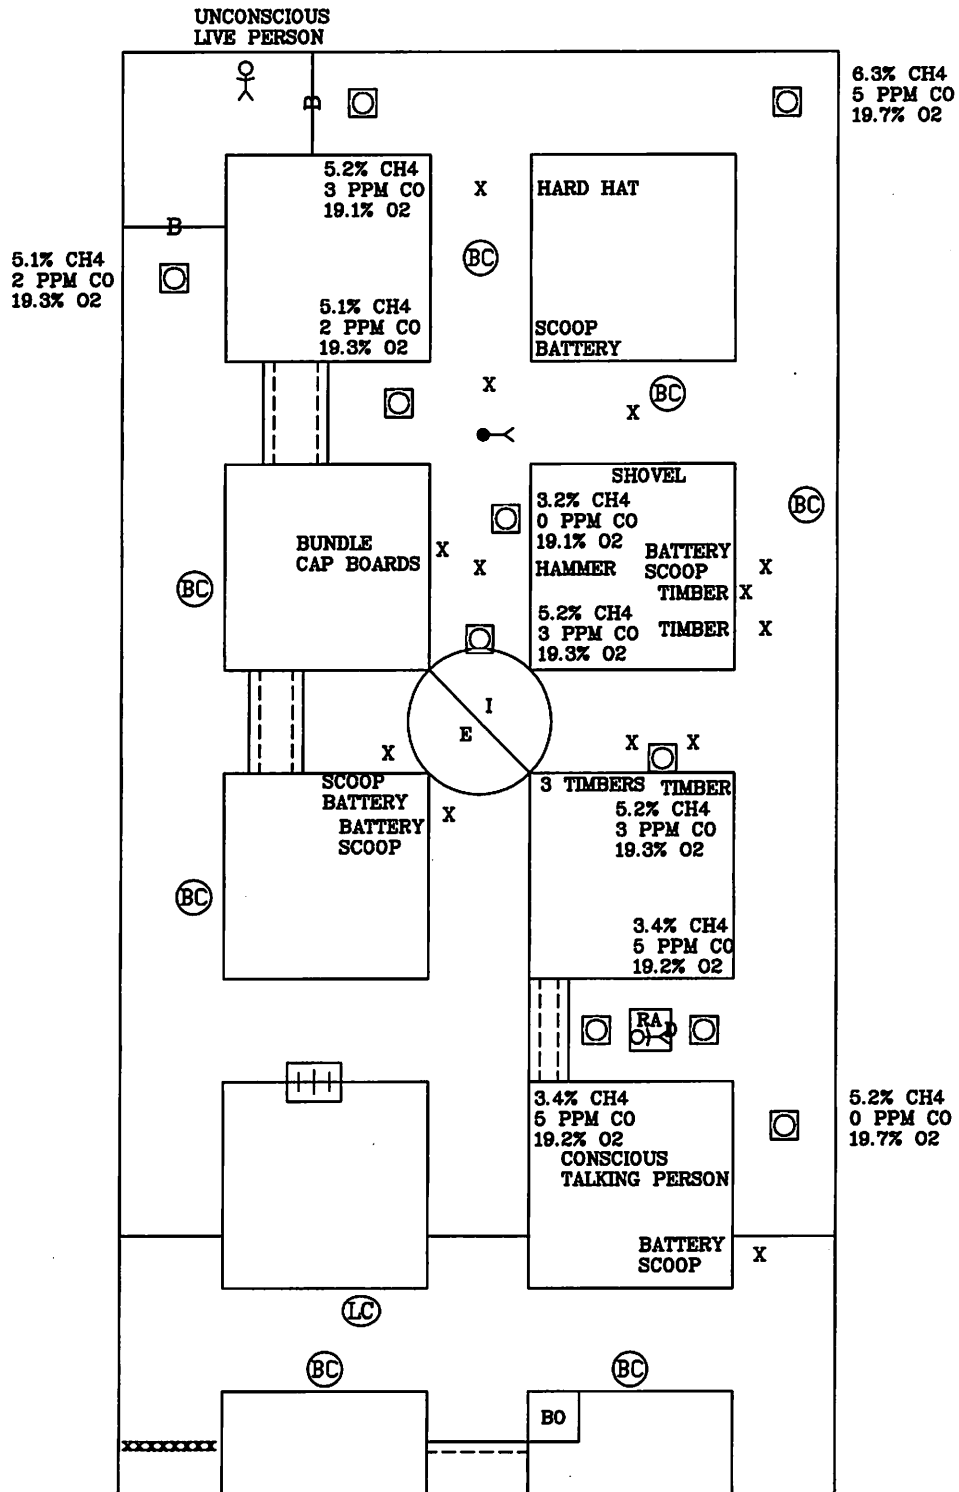 UNCONSCIOUS
LIVE PERSON
6.3% CH4
5 PPM CO
19.7% O2
B
5.2% CH4
3 PPM CO
19.1% O2
X
HARD HAT
B
BC
5.1% CH4
2 PPM CO
19.3% O2
5.1% CH4
2 PPM CO
19.3% O2
SCOOP
BATTERY
X
BC
X
SHOVEL
3.2% CH4
0 PPM CO
19.1% O2
BC
BUNDLE
CAP BOARDS
X
X
HAMMER
BATTERY
SCOOP
X
BC
TIMBER
X
5.2% CH4
3 PPM CO
19.3% O2
TIMBER
X
I
E
X
X
X
SCOOP
BATTERY
BATTERY
SCOOP
X
3 TIMBERS
TIMBER
5.2% CH4
3 PPM CO
19.3% O2
BC
3.4% CH4
5 PPM CO
19.2% O2
RA
D
3.4% CH4
5 PPM CO
19.2% O2
5.2% CH4
0 PPM CO
19.7% O2
CONSCIOUS
TALKING PERSON
BATTERY
SCOOP
X
LC
BC
BC
BO
XXXXXXXX